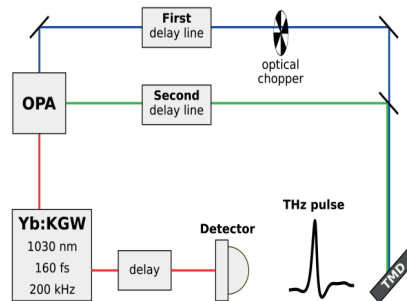 First
delay line
optical
chopper
OPA
Second
delay line
THz pulse
Yb:KGW
1030 nm
160 fs
200 kHz
delay
Detector
TMD